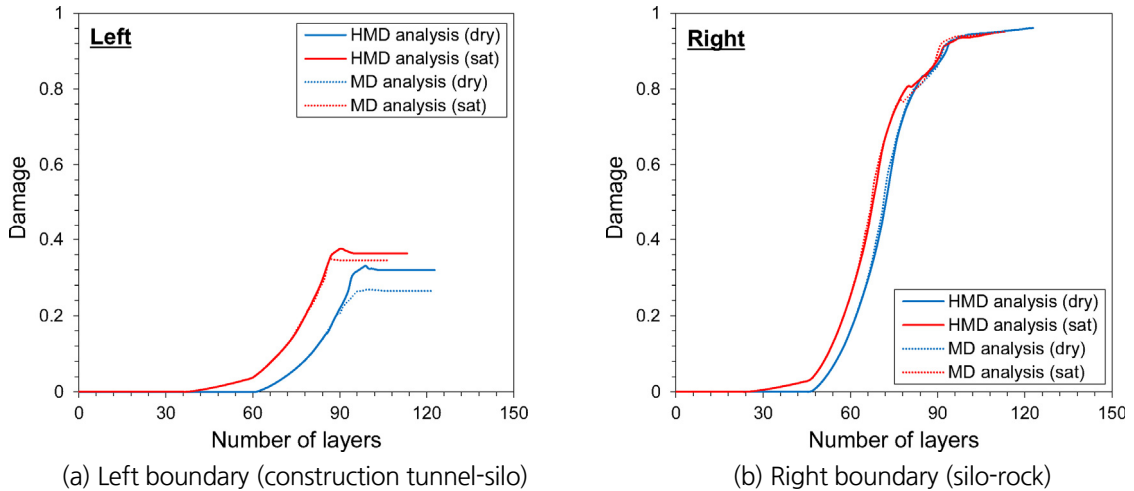 Left
HMD analysis (dry)
HMD analysis (sat)
MD analysis (dry)
MD analysis (sat)
1
0.8
0.6
0.4
0.2
0
Damage
0 30 60 90 120 150
Number of layers
(a) Left boundary (construction tunnel-silo)
Right
HMD analysis (dry)
HMD analysis (sat)
MD analysis (dry)
MD analysis (sat)
1
0.8
0.6
0.4
0.2
0
Damage
0 30 60 90 120 150
Number of layers
(b) Right boundary (silo-rock)